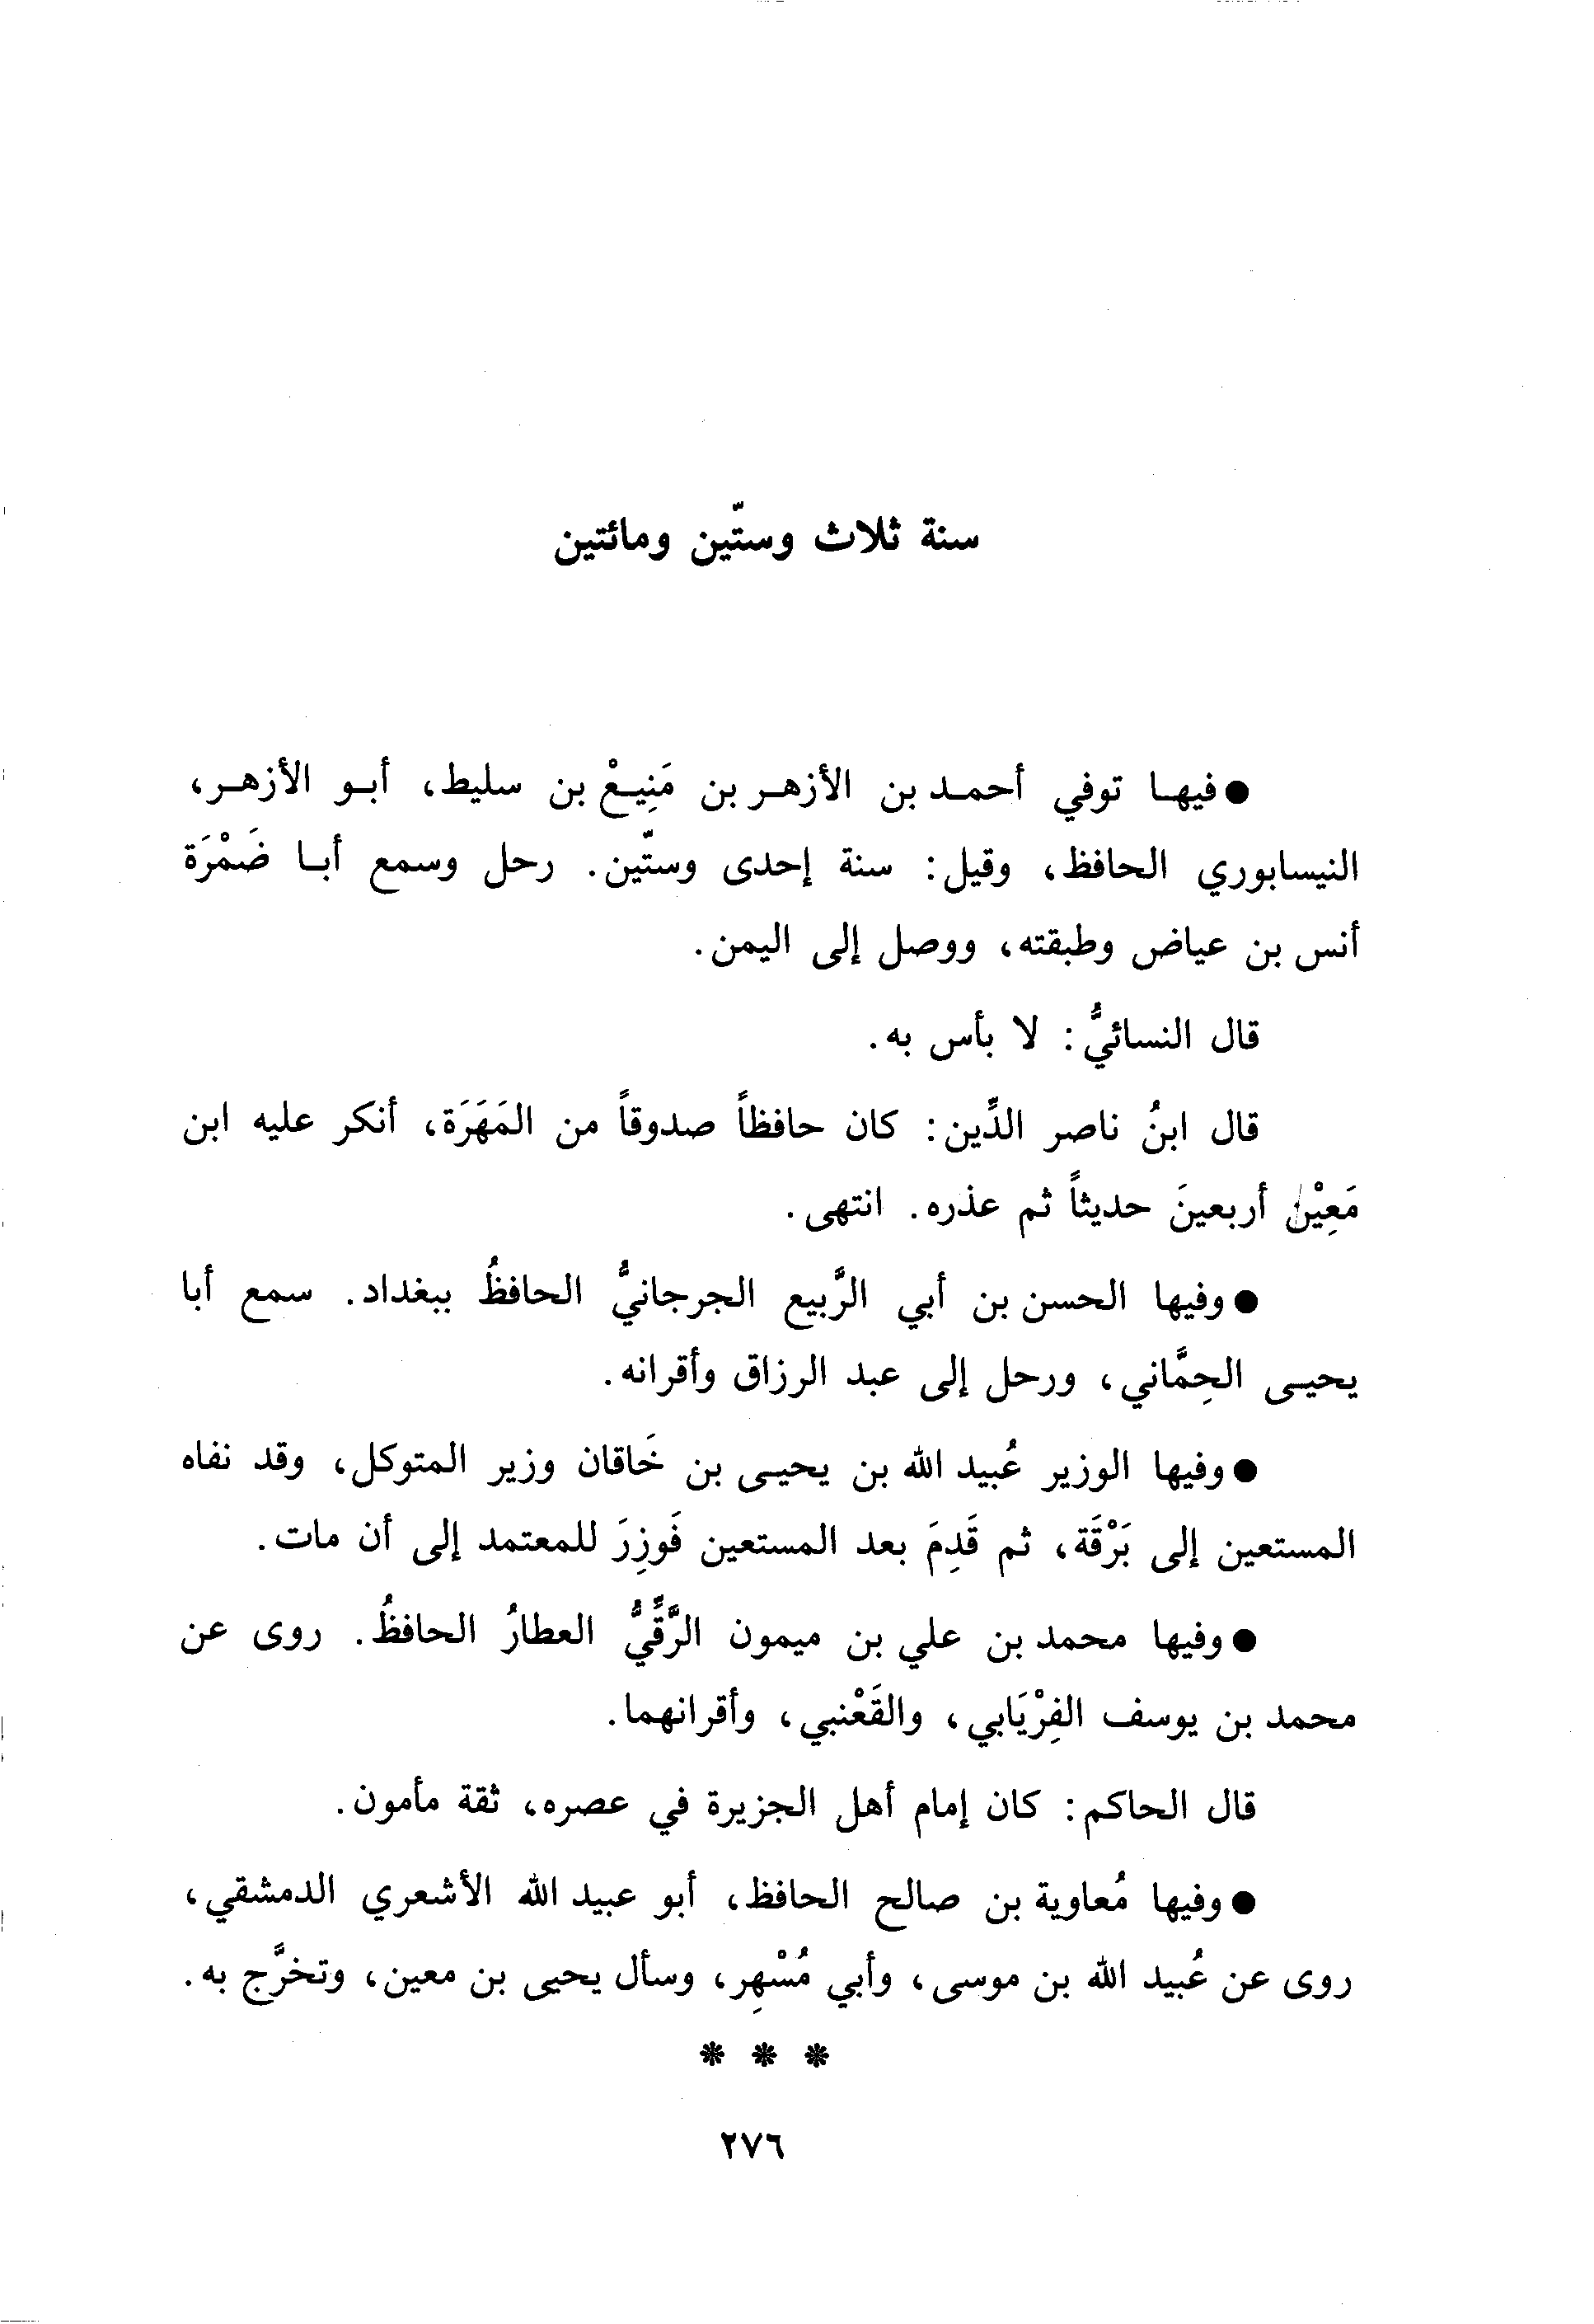 سنة ثلاث وستّين ومائتين
● فيها توفي أحمد بن الأزهر بن مَنِيعْ بن سليط، أبو الأزهر،
النيسابوري الحافظ، وقيل: سنة إحدى وستّين. رحل وسمع أبا ضَمْرَة
أنس بن عياض وطبقته، ووصل إلى اليمن.
قال النسائيُّ: لا بأس به.
قال ابنُ ناصر الدِّين: كان حافظاً صدوقاً من المَهَرَة، أنكر عليه ابن
مَعِيْن أربعينَ حديثاً ثم عذره. انتهى.
● وفيها الحسن بن أبي الرَّبيع الجرجانيُّ الحافظُ ببغداد. سمع أبا
يحيى الحِمَّاني، ورحل إلى عبد الرزاق وأقرانه.
● وفيها الوزير عُبيد الله بن يحيى بن خَاقان وزير المتوكل، وقد نفاه
المستعين إلى بَرْقَة، ثم قَدِمَ بعد المستعين فَوزِرَ للمعتمد إلى أن مات.
● وفيها محمد بن علي بن ميمون الرَّقِّيُّ العطارُ الحافظُ. روى عن
محمد بن يوسف الفِرْيَابي، والقَعْنبي، وأقرانهما.
قال الحاكم: كان إمام أهل الجزيرة في عصره، ثقة مأمون.
● وفيها مُعاوية بن صالح الحافظ، أبو عبيد الله الأشعري الدمشقي،
روى عن عُبيد الله بن موسى، وأبي مُسْهِر، وسأل يحيى بن معين، وتخرَّج به.
* * *
٢٧٦